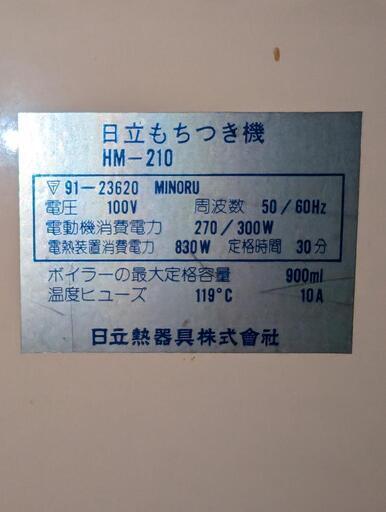 日立もちつき機
HM-210
▽ 91-23620 MINORU
電圧 100V 周波数 50/60Hz
電動機消費電力 270/300W
電熱装置消費電力 830W 定格時間 30分
ボイラーの最大定格容量 900ml
温度ヒューズ 119°C 10A
日立熱器具株式會社